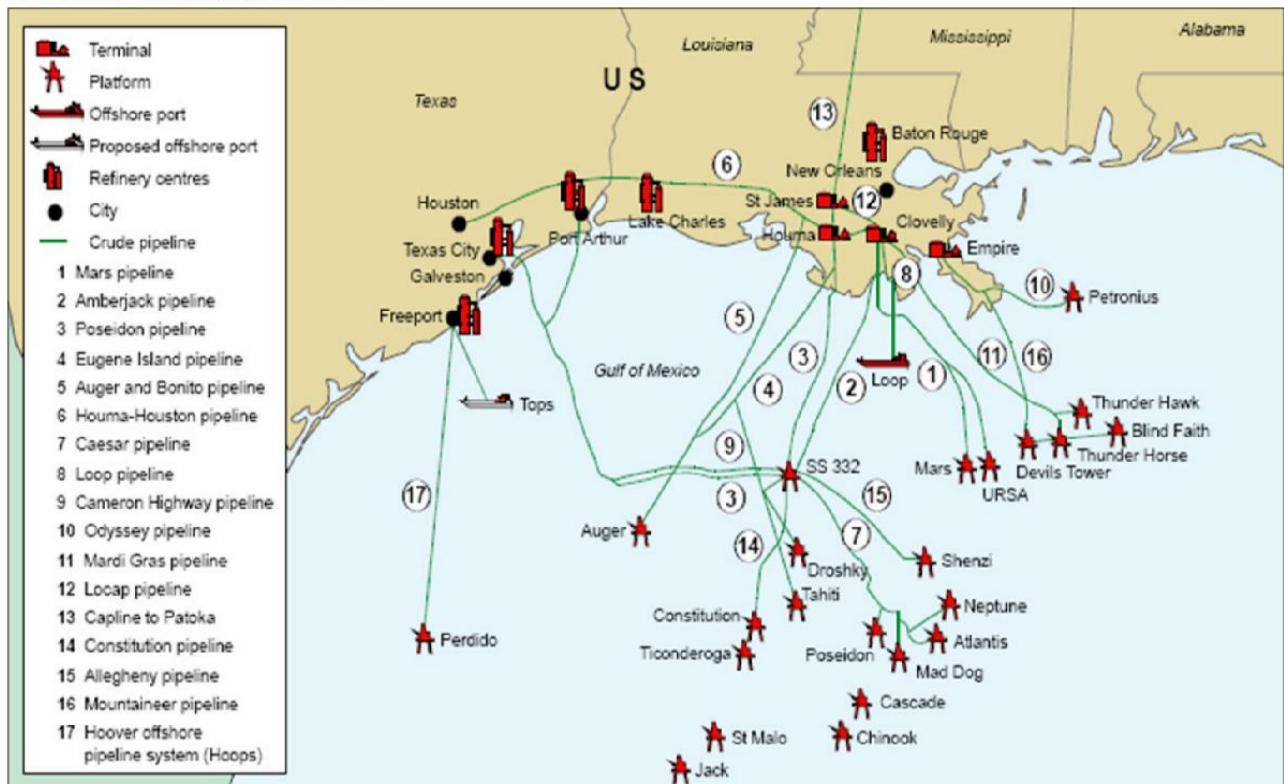 Terminal
Platform
Offshore port
Proposed offshore port
Refinery centres
City
Crude pipeline
1 Mars pipeline
2 Amberjack pipeline
3 Poseidon pipeline
4 Eugene Island pipeline
5 Auger and Bonito pipeline
6 Houma-Houston pipeline
7 Caesar pipeline
8 Loop pipeline
9 Cameron Highway pipeline
10 Odyssey pipeline
11 Mardi Gras pipeline
12 Locap pipeline
13 Capline to Patoka
14 Constitution pipeline
15 Allegheny pipeline
16 Mountaineer pipeline
17 Hoover offshore
pipeline system (Hoops)
Texas
Louisiana
Mississippi
Alabama
U S
13
Baton Rouge
6
New Orleans
Houston
St James
12
Lake Charles
Port Arthur
Clovelly
Houma
Texas City
Empire
Galveston
8
10
Petronius
Freeport
5
3
11
16
Gulf of Mexico
4
2
Loop
1
Tops
Thunder Hawk
Blind Faith
9
Thunder Horse
SS 332
Mars
Devils Tower
URSA
17
3
15
Auger
7
14
Droshky
Shenzi
Tahiti
Neptune
Constitution
Perdido
Ticonderoga
Poseidon
Atlantis
Mad Dog
Cascade
St Malo
Chinook
Jack